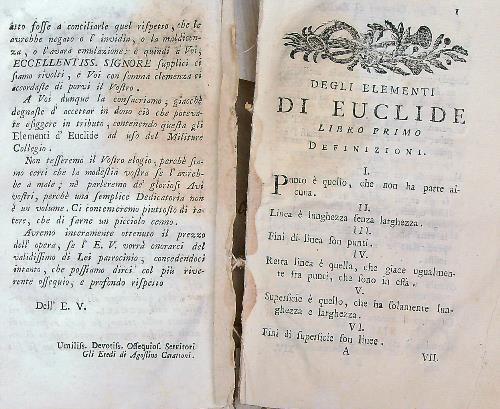 atto fosse a conciliarle quel rispetto, che le
avrebbe negato o l' invidia, o la maldicen-
za, o l'avara emulazione: e quindi a Voi,
ECCELLENTISS. SIGNORE supplici ci
siamo rivolti, e Voi con somma clemenza ci
accordaste di porvi il Vostro.
A Voi dunque la consacriamo; giacchè
degnaste d' accettar in dono ciò che poteva-
te esiggere in tributo, contenendo questa gli
Elementi d' Euclide ad uso del Militare
Collegio.
Non tesseremo il Vostro elogio, perchè sia-
mo certi che la modestia vostra se l'avreb-
be a male; nè parleremo de' gloriosi Avi
vostri, perchè una semplice Dedicatoria non
è un volume. Ci contenteremo piuttosto di ta-
cere, che di farne un picciolo cenno.
Avremo interamente ottenuto il prezzo
dell' opera, se l' E. V. vorrà onorarci del
validissimo di Lei patrocinio, concedendoci
intanto, che possiamo dirci col più rive-
rente ossequio, e profondo rispetto
Dell' E. V.
Umiliss. Devotiss. Ossequios. Servitori
Gli Eredi di Agostino Carattoni.
1
DEGLI ELEMENTI
DI EUCLIDE
LIBRO PRIMO
DEFINIZIONI.
I.
Punto è quello, che non ha parte al-
cuna.
II.
Linea è lunghezza senza larghezza.
III.
Fini di linea son punti.
IV.
Retta linea è quella, che giace ugualmen-
te fra punti, che sono in essa.
V.
Superficie è quello, che ha solamente lun-
ghezza e larghezza.
VI.
Fini di superficie son linee.
A
VII.